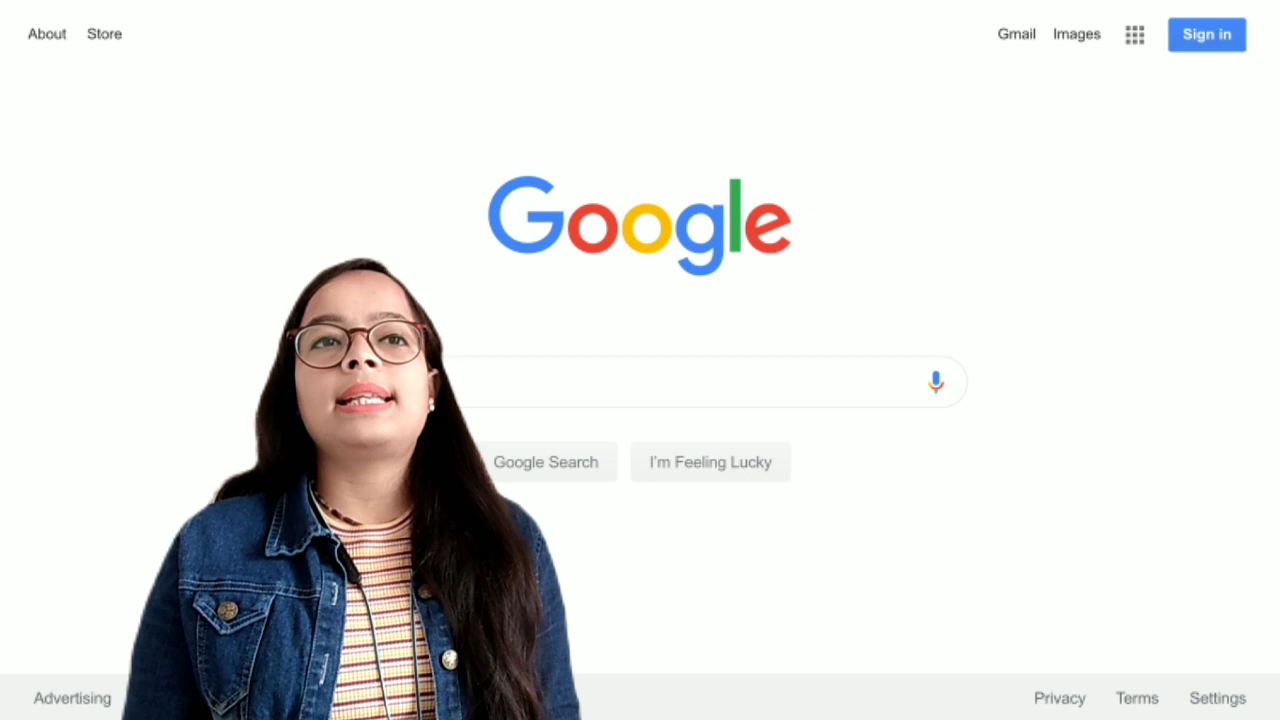 About Store Gmail Images Sign in
Google
Google Search I'm Feeling Lucky
Advertising Privacy Terms Settings